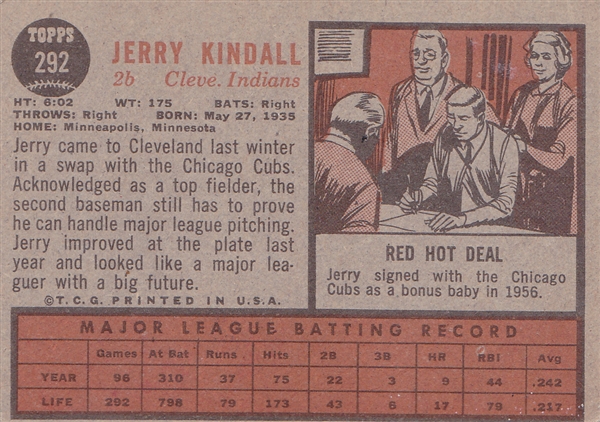 TOPPS
292
JERRY KINDALL
2b Cleve. Indians
HT: 6:02 WT: 175 BATS: Right
THROWS: Right BORN: May 27, 1935
HOME: Minneapolis, Minnesota
Jerry came to Cleveland last winter
in a swap with the Chicago Cubs.
Acknowledged as a top fielder, the
second baseman still has to prove
he can handle major league pitching.
Jerry improved at the plate last
year and looked like a major lea-
guer with a big future.
©T.C.G. PRINTED IN U.S.A.
RED HOT DEAL
Jerry signed with the Chicago
Cubs as a bonus baby in 1956.
MAJOR LEAGUE BATTING RECORD
Games At Bat Runs Hits 2B 3B HR RBI Avg
YEAR 96 310 37 75 22 3 9 44 .242
LIFE 292 798 79 173 43 6 17 79 .217